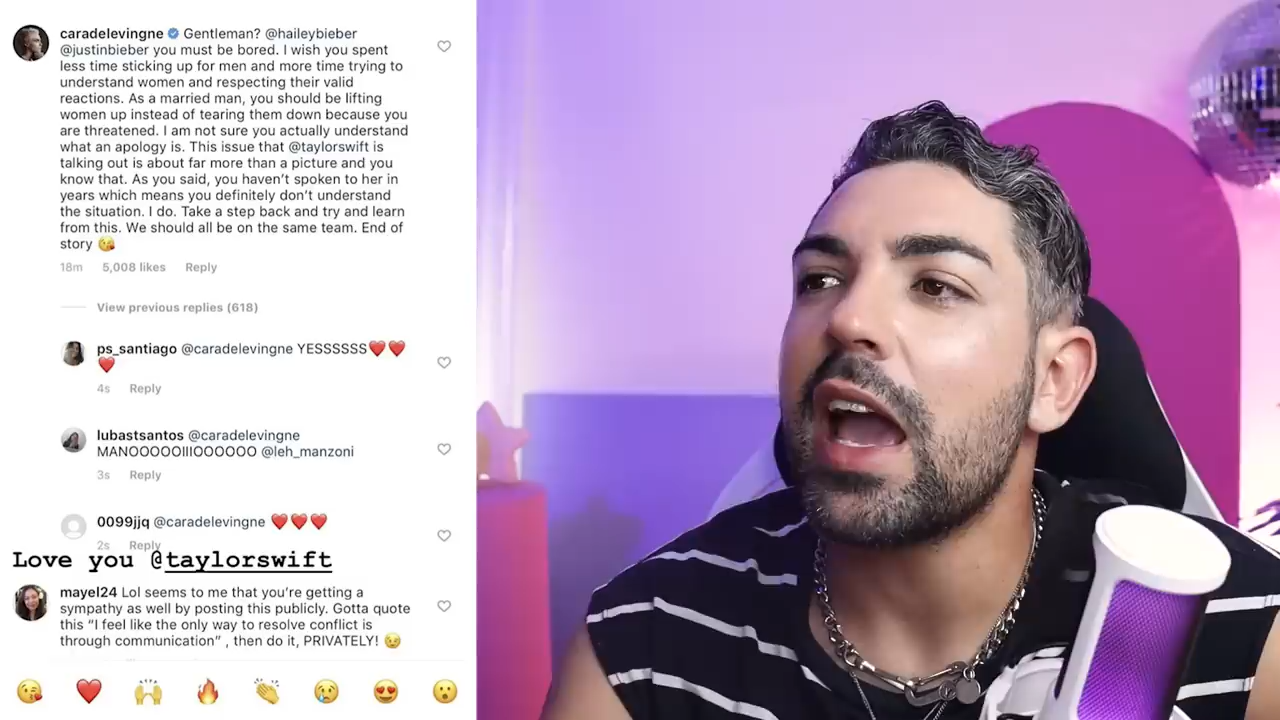 caradelevingne Gentleman? @haileybieber
@justinbieber you must be bored. I wish you spent
less time sticking up for men and more time trying to
understand women and respecting their valid
reactions. As a married man, you should be lifting
women up instead of tearing them down because you
are threatened. I am not sure you actually understand
what an apology is. This issue that @taylorswift is
talking out is about far more than a picture and you
know that. As you said, you haven't spoken to her in
years which means you definitely don't understand
the situation. I do. Take a step back and try and learn
from this. We should all be on the same team. End of
story 😘
18m 5,008 likes Reply
View previous replies (618)
ps_santiago @caradelevingne YESSSSSS❤️❤️
❤️
4s Reply
lubastsantos @caradelevingne
MANOOOOOIIIOOOOOO @leh_manzoni
3s Reply
0099jjq @caradelevingne ❤️❤️❤️
2s Reply
Love you @taylorswift
mayel24 Lol seems to me that you're getting a
sympathy as well by posting this publicly. Gotta quote
this “I feel like the only way to resolve conflict is
through communication” , then do it, PRIVATELY! 😉